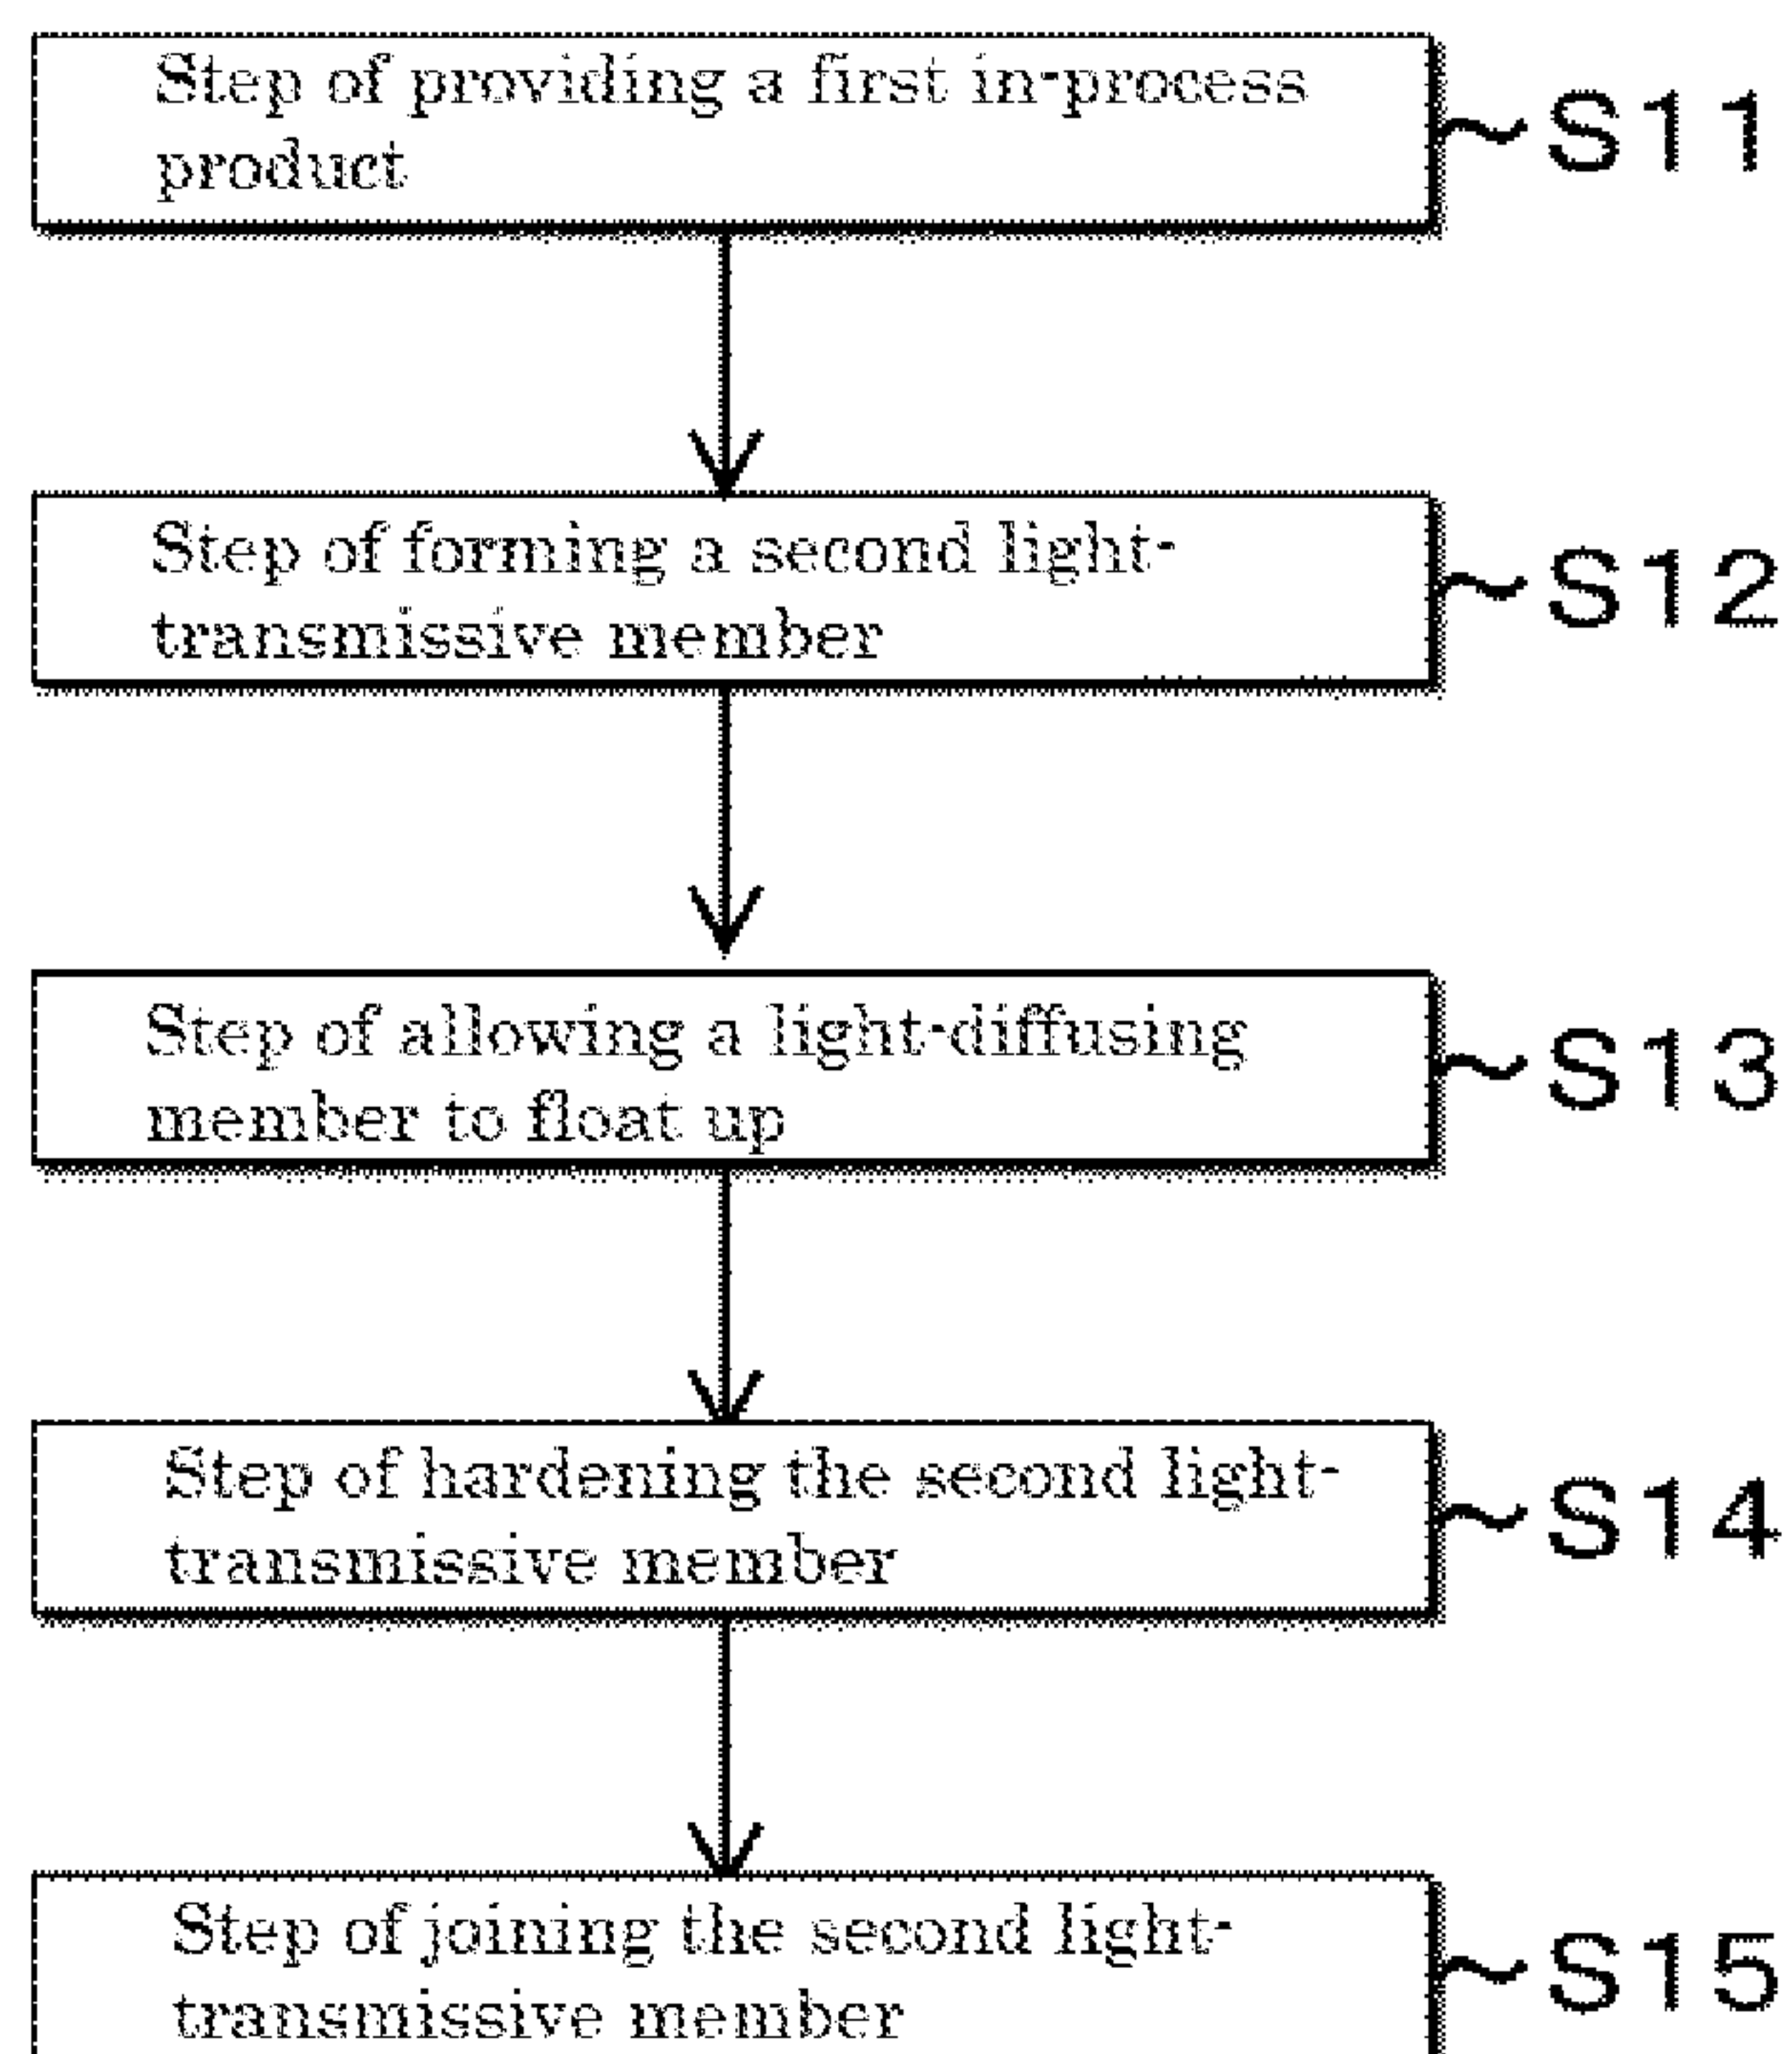 Step of providing a first in-process
product
S11
Step of forming a second light-
transmissive member
S12
Step of allowing a light-diffusing
member to float up
S13
Step of hardening the second light-
transmissive member
S14
Step of joining the second light-
transmissive member
S15